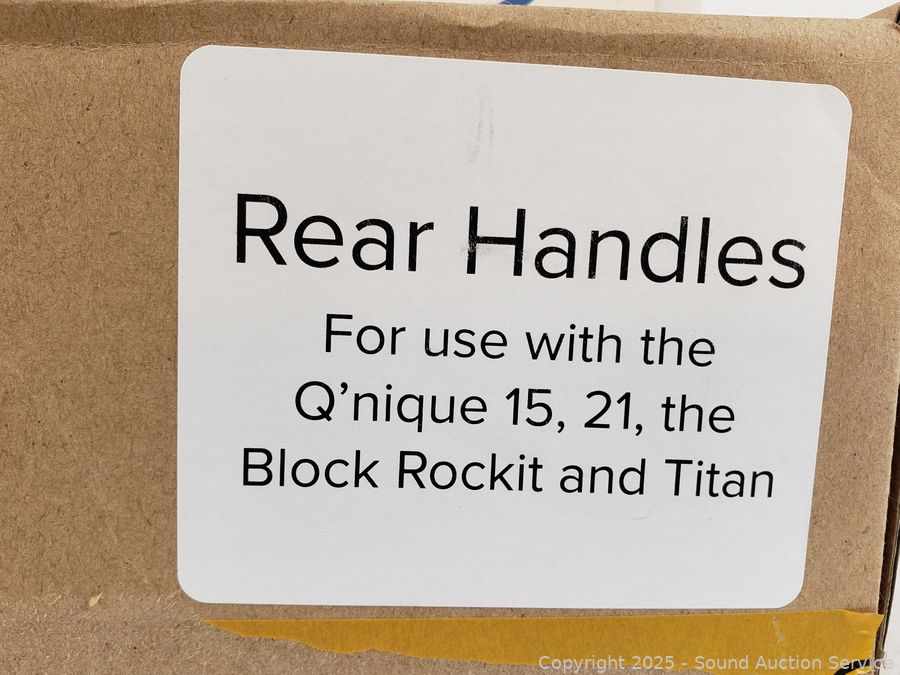 Rear Handles
For use with the
Q’nique 15, 21, the
Block Rockit and Titan
Copyright 2025 - Sound Auction Service